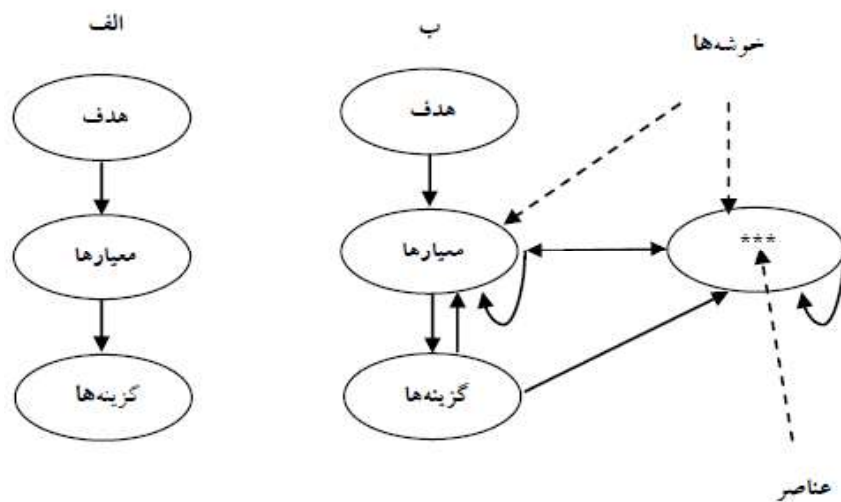 الف
ب
خوشه‌ها
هدف
هدف
معیارها
معیارها
***
گزینه‌ها
گزینه‌ها
عناصر